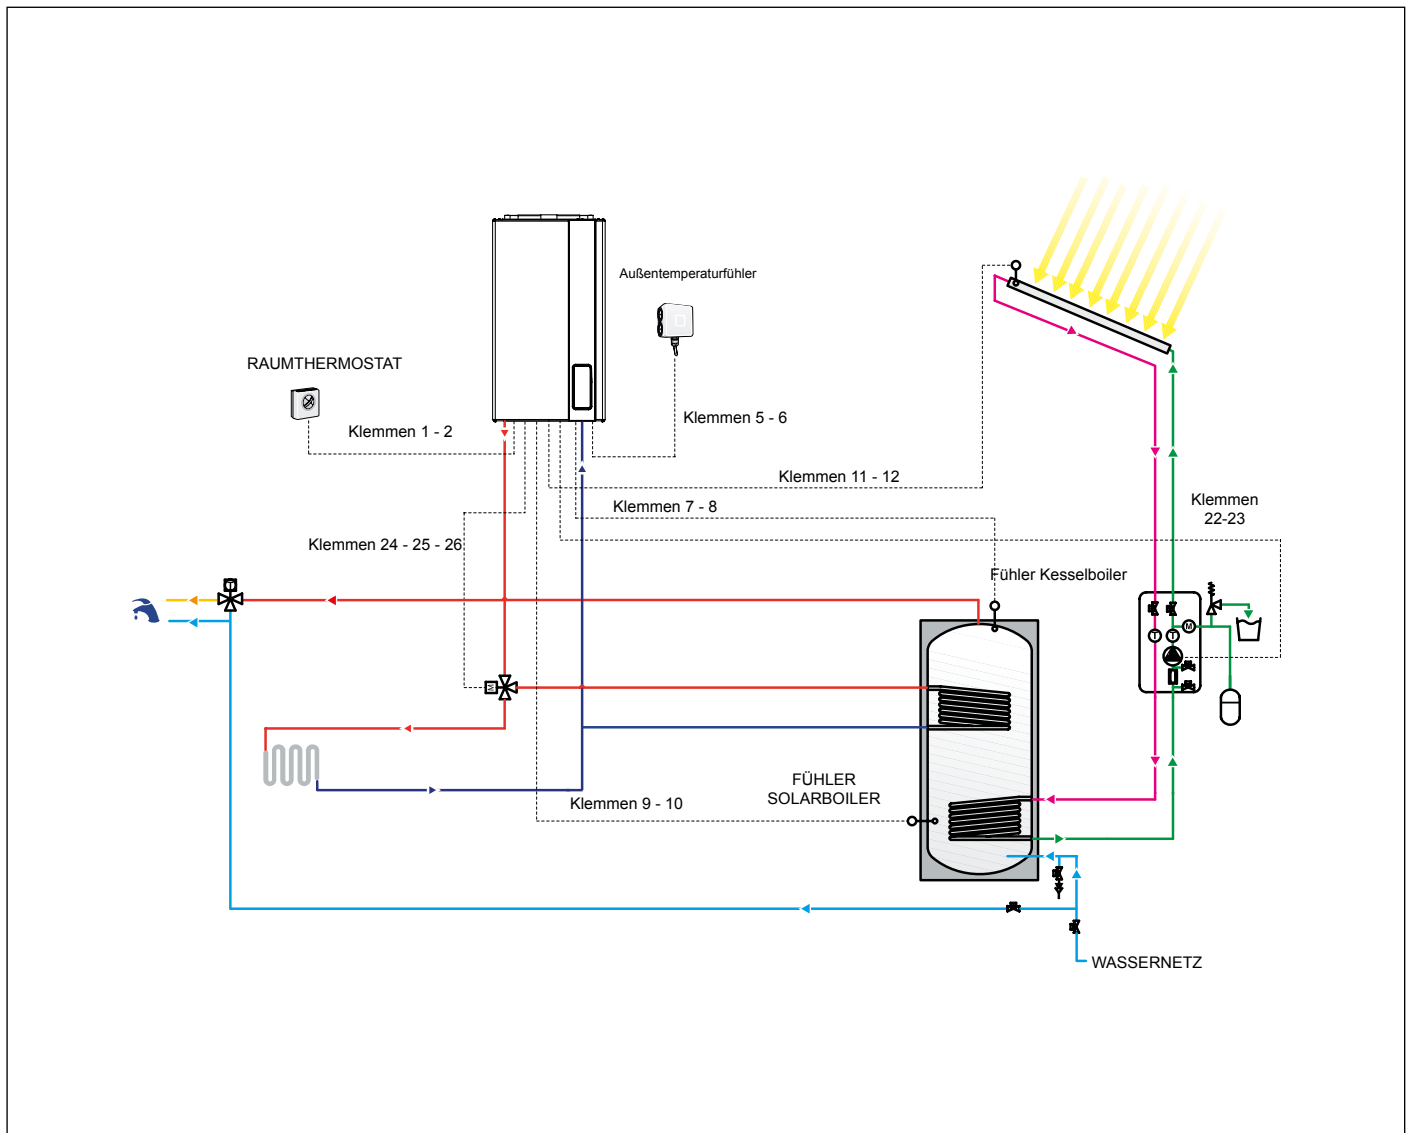 Außentemperaturfühler
RAUMTHERMOSTAT
Klemmen 5 - 6
Klemmen 1 - 2
Klemmen 11 - 12
Klemmen 7 - 8
Klemmen
22-23
Klemmen 24 - 25 - 26
Fühler Kesselboiler
T
M
T
T
M
FÜHLER
SOLARBOILER
Klemmen 9 - 10
WASSERNETZ